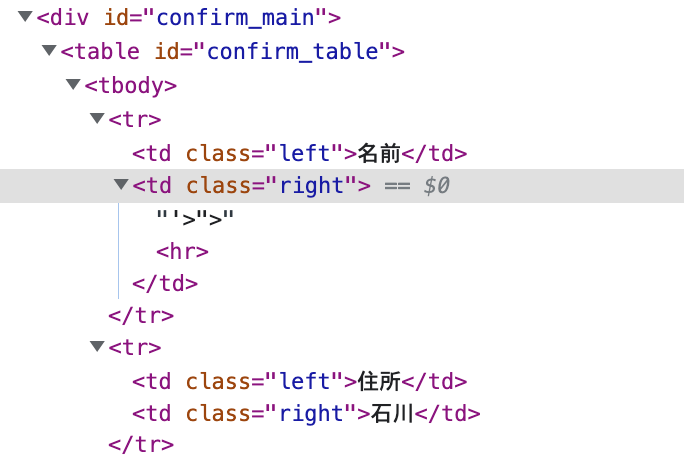 ▼<div id="confirm_main">
▼<table id="confirm_table">
▼<tbody>
▼<tr>
<td class="left">名前</td>
▼<td class="right"> == $0
"'>">"
<hr>
</td>
</tr>
▼<tr>
<td class="left">住所</td>
<td class="right">石川</td>
</tr>